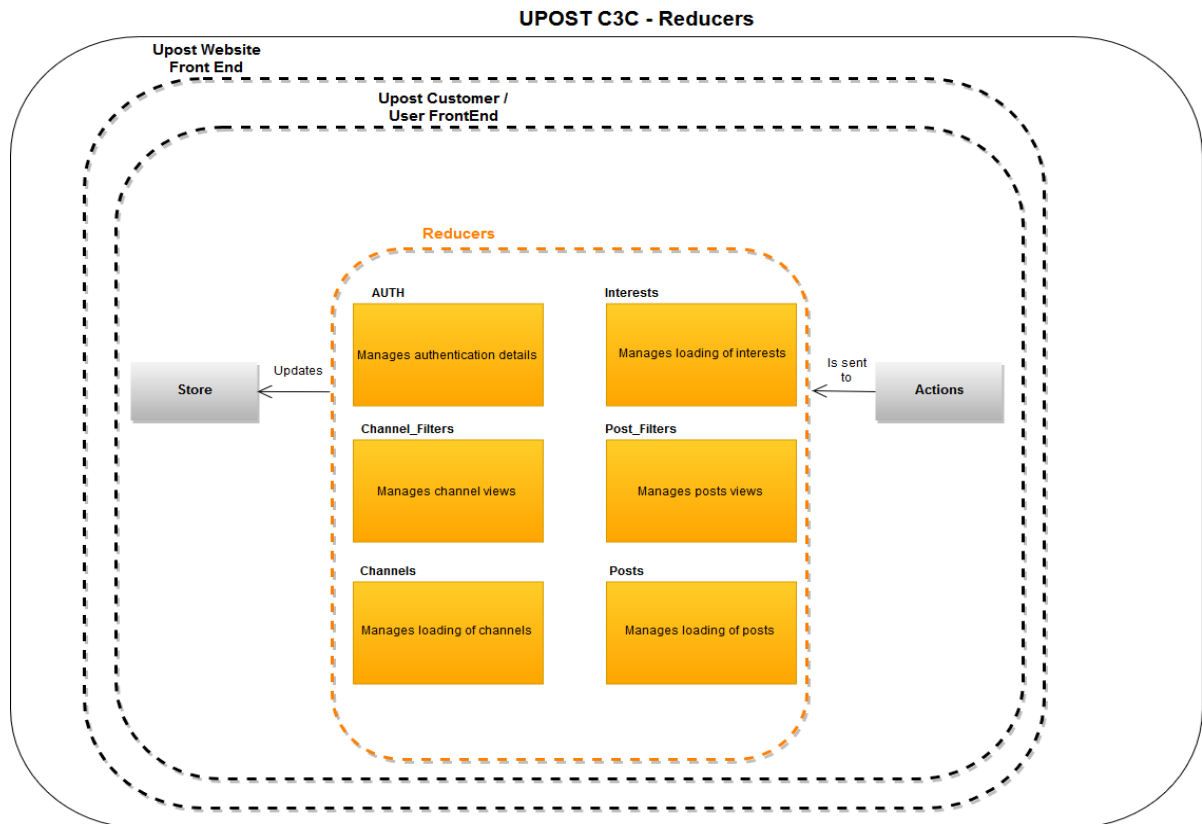 UPOST C3C - Reducers
Upost Website
Front End
Upost Customer /
User FrontEnd
Reducers
AUTH
Manages authentication details
Interests
Manages loading of interests
Store
Updates
Is sent
to
Actions
Channel_Filters
Manages channel views
Post_Filters
Manages posts views
Channels
Manages loading of channels
Posts
Manages loading of posts